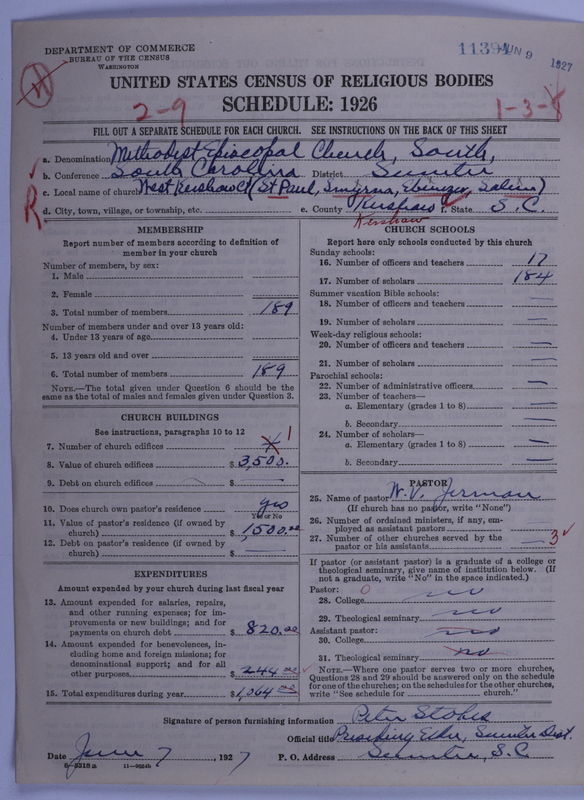 DEPARTMENT OF COMMERCE
BUREAU OF THE CENSUS
WASHINGTON
JUN 9 1927
UNITED STATES CENSUS OF RELIGIOUS BODIES
SCHEDULE: 1926
2-9
1-3-8
FILL OUT A SEPARATE SCHEDULE FOR EACH CHURCH. SEE INSTRUCTIONS ON THE BACK OF THIS SHEET
a. Denomination Methodist Episcopal Church, South,
b. Conference South Carolina District Sumter
c. Local name of church West Kershaw Ct (St Paul, Smyrna, Ebenezer, Salem)
R
d. City, town, village, or township, etc. e. County Kershaw f. State S.C.
Kershaw
MEMBERSHIP
Report number of members according to definition of
member in your church
Number of members, by sex:
1. Male
2. Female
3. Total number of members 189
Number of members under and over 13 years old:
4. Under 13 years of age
5. 13 years old and over
6. Total number of members 189
NOTE.—The total given under Question 6 should be the
same as the total of males and females given under Question 3.
CHURCH BUILDINGS
See instructions, paragraphs 10 to 12
7. Number of church edifices 4 1
8. Value of church edifices $3,500.
9. Debt on church edifices $ —
10. Does church own pastor's residence yes
Yes or No
11. Value of pastor's residence (if owned by
church) $1500.00
12. Debt on pastor's residence (if owned by
church) $ —
EXPENDITURES
Amount expended by your church during last fiscal year
13. Amount expended for salaries, repairs,
and other running expenses; for im-
provements or new buildings; and for
payments on church debt $820.00
14. Amount expended for benevolences, in-
cluding home and foreign missions; for
denominational support; and for all
other purposes $244.00
15. Total expenditures during year $1,064.00
CHURCH SCHOOLS
Report here only schools conducted by this church
Sunday schools:
16. Number of officers and teachers 17
17. Number of scholars 184
Summer vacation Bible schools:
18. Number of officers and teachers —
19. Number of scholars —
Week-day religious schools:
20. Number of officers and teachers —
21. Number of scholars —
Parochial schools:
22. Number of administrative officers —
23. Number of teachers—
a. Elementary (grades 1 to 8) —
b. Secondary —
24. Number of scholars—
a. Elementary (grades 1 to 8) —
b. Secondary —
PASTOR
25. Name of pastor W. V. Jerman
(If church has no pastor, write "None")
26. Number of ordained ministers, if any, em-
ployed as assistant pastors
27. Number of other churches served by the
pastor or his assistants — 3
If pastor (or assistant pastor) is a graduate of a college or
theological seminary, give name of institution below. (If
not a graduate, write "No" in the space indicated.)
Pastor: 0
28. College no
29. Theological seminary no
Assistant pastor:
30. College no
31. Theological seminary no
NOTE.—Where one pastor serves two or more churches,
Questions 28 and 29 should be answered only on the schedule
for one of the churches; on the schedules for the other churches,
write "See schedule for church."
Signature of person furnishing information Peter Stokes
Official title Presiding Elder, Sumter Dist.
Date June 7, 1927 P. O. Address Sumter, S.C